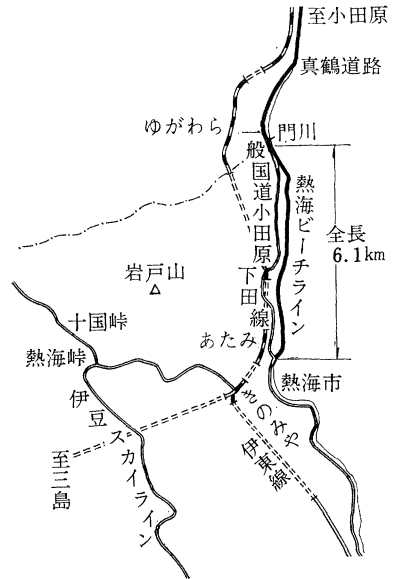 至小田原
真鶴道路
ゆがわら
門川
般国道小田原下田線
熱海ビーチライン
全長
6.1km
岩戸山
十国峠
あたみ
熱海峠
熱海市
伊豆スカイライン
きのみや
伊東線
至三島